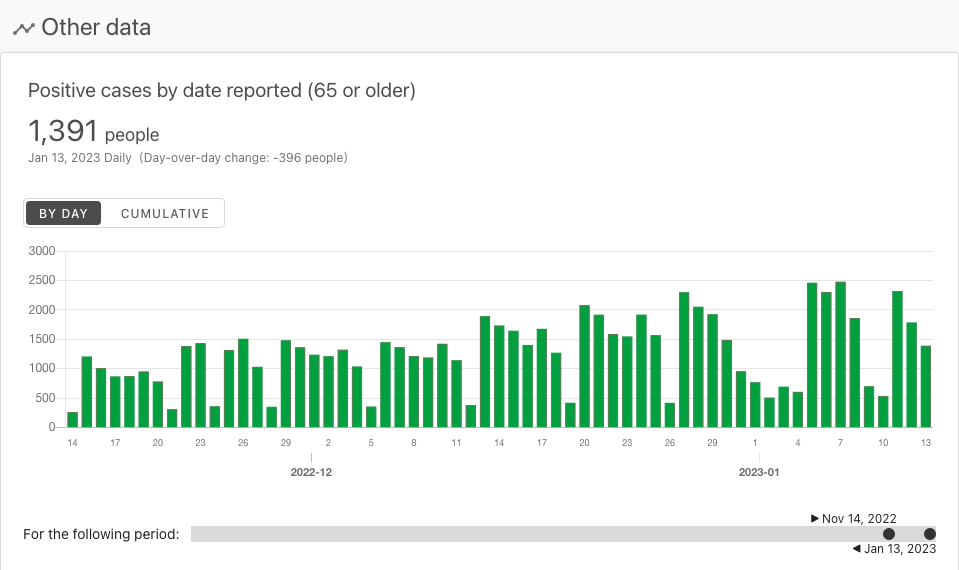 Other data
Positive cases by date reported (65 or older)
1,391 people
Jan 13, 2023 Daily (Day-over-day change: -396 people)
BY DAY CUMULATIVE
3000
2500
2000
1500
1000
500
0
14 17 20 23 26 29 2 5 8 11 14 17 20 23 26 29 1 4 7 10 13
2022-12 2023-01
▶ Nov 14, 2022
For the following period:
◀ Jan 13, 2023